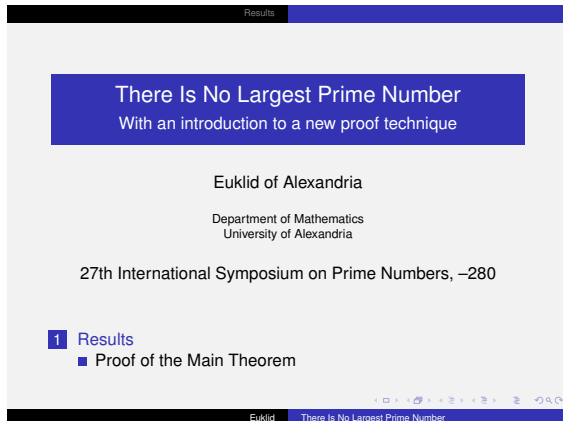 Results
There Is No Largest Prime Number
With an introduction to a new proof technique
Euklid of Alexandria
Department of Mathematics
University of Alexandria
27th International Symposium on Prime Numbers, –280
1 Results
Proof of the Main Theorem
Euklid There Is No Largest Prime Number